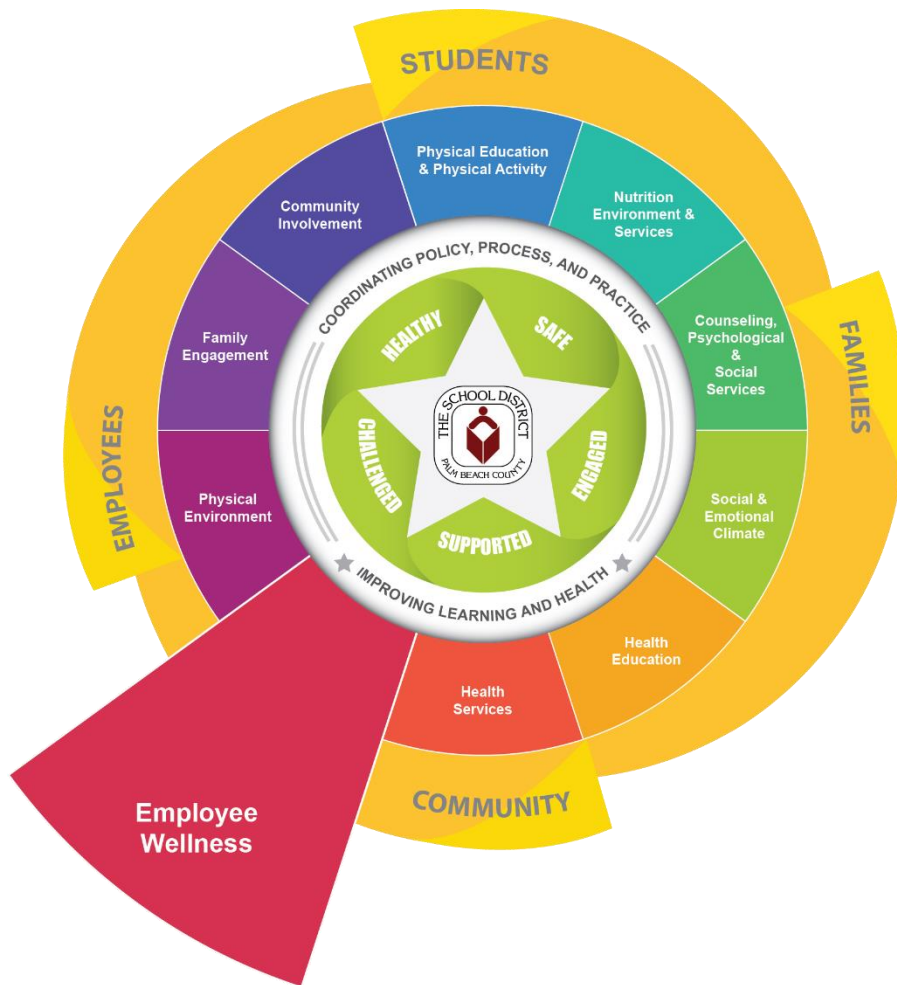 STUDENTS
FAMILIES
COMMUNITY
EMPLOYEES
Physical Education
& Physical Activity
Nutrition
Environment &
Services
Counseling,
Psychological
&
Social
Services
Social &
Emotional
Climate
Health
Education
Health
Services
Employee
Wellness
Physical
Environment
Family
Engagement
Community
Involvement
COORDINATING POLICY, PROCESS, AND PRACTICE
IMPROVING LEARNING AND HEALTH
HEALTHY
SAFE
ENGAGED
SUPPORTED
CHALLENGED
THE SCHOOL DISTRICT
PALM BEACH COUNTY